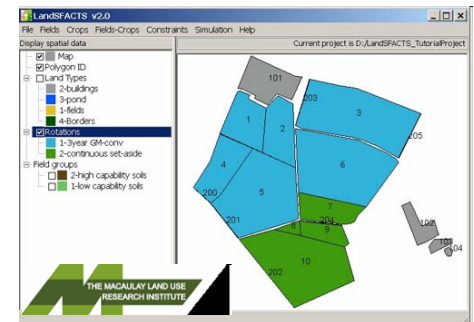 LandSFACTS v2.0
File Fields Crops Fields-Crops Constraints Simulation Help
Display spatial data
Current project is D:/LandSFACTS_TutorialProject
Map
Polygon ID
Land Types
2-buildings
3-pond
1-fields
4-Borders
Rotations
1-3year GM-conv
2-continuous set-aside
Field groups
2-high capability soils
1-low capability soils
101
203
3
1
2
205
6
4
5
200
7
204
201
8
9
102
103
104
10
202
THE MACAULAY LAND USE
RESEARCH INSTITUTE